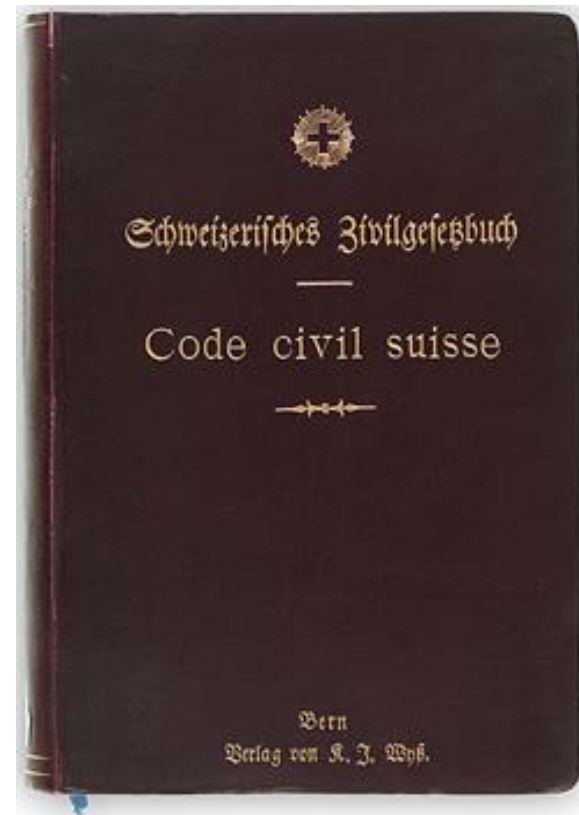 Schweizerisches Zivilgesetzbuch
Code civil suisse
Bern
Verlag von K. J. Wyß.